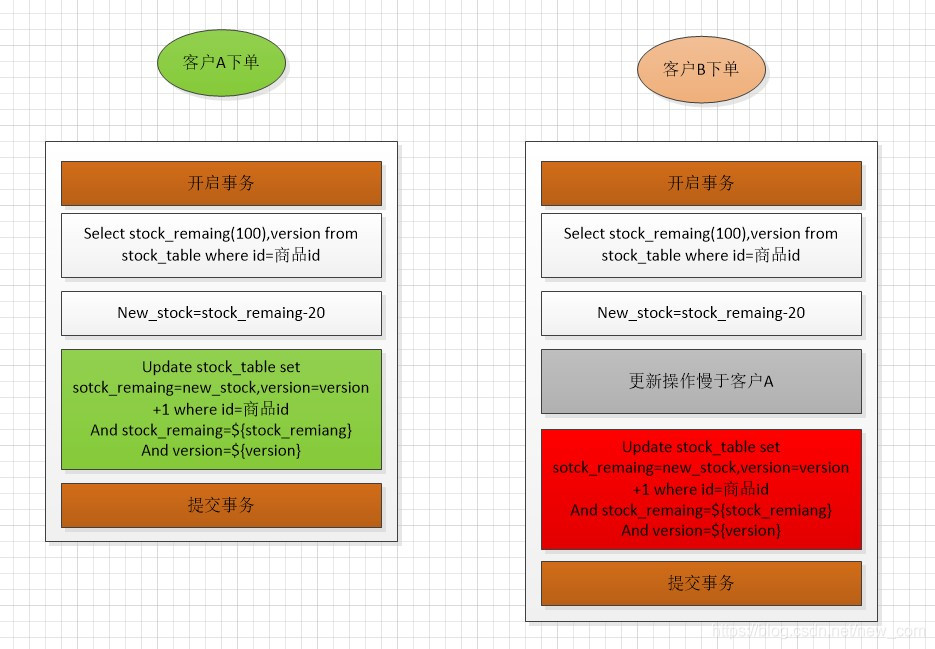 客户A下单
开启事务
Select stock_remaing(100),version from
stock_table where id=商品id
New_stock=stock_remaing-20
Update stock_table set
sotck_remaing=new_stock,version=version
+1 where id=商品id
And stock_remaing=${stock_remiang}
And version=${version}
提交事务
客户B下单
开启事务
Select stock_remaing(100),version from
stock_table where id=商品id
New_stock=stock_remaing-20
更新操作慢于客户A
Update stock_table set
sotck_remaing=new_stock,version=version
+1 where id=商品id
And stock_remaing=${stock_remiang}
And version=${version}
提交事务
https://blog.csdn.net/new_com